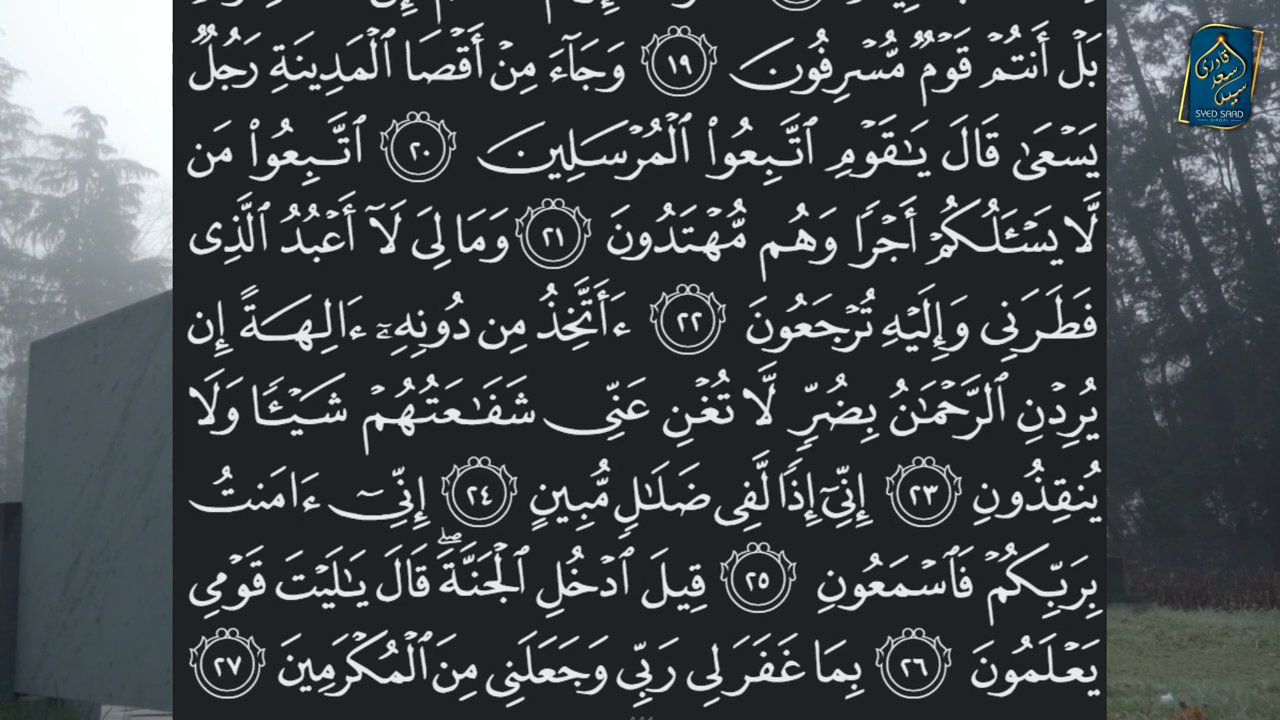 بَلْ أَنتُمْ قَوْمٌ مُّسْرِفُونَ ١٩ وَجَآءَ مِنْ أَقْصَا ٱلْمَدِينَةِ رَجُلٌ
يَسْعَىٰ قَالَ يَـٰقَوْمِ ٱتَّبِعُوا۟ ٱلْمُرْسَلِينَ ٢٠ ٱتَّبِعُوا۟ مَن
لَّا يَسْـَٔلُكُمْ أَجْرًا وَهُم مُّهْتَدُونَ ٢١ وَمَا لِىَ لَآ أَعْبُدُ ٱلَّذِى
فَطَرَنِى وَإِلَيْهِ تُرْجَعُونَ ٢٢ ءَأَتَّخِذُ مِن دُونِهِۦٓ ءَالِهَةً إِن
يُرِدْنِ ٱلرَّحْمَـٰنُ بِضُرٍّ لَّا تُغْنِ عَنِّى شَفَـٰعَتُهُمْ شَيْـًٔا وَلَا
يُنقِذُونِ ٢٣ إِنِّىٓ إِذًا لَّفِى ضَلَـٰلٍ مُّبِينٍ ٢٤ إِنِّىٓ ءَامَنتُ
بِرَبِّكُمْ فَٱسْمَعُونِ ٢٥ قِيلَ ٱدْخُلِ ٱلْجَنَّةَ ۖ قَالَ يَـٰلَيْتَ قَوْمِى
يَعْلَمُونَ ٢٦ بِمَا غَفَرَ لِى رَبِّى وَجَعَلَنِى مِنَ ٱلْمُكْرَمِينَ ٢٧
SYED SAAD